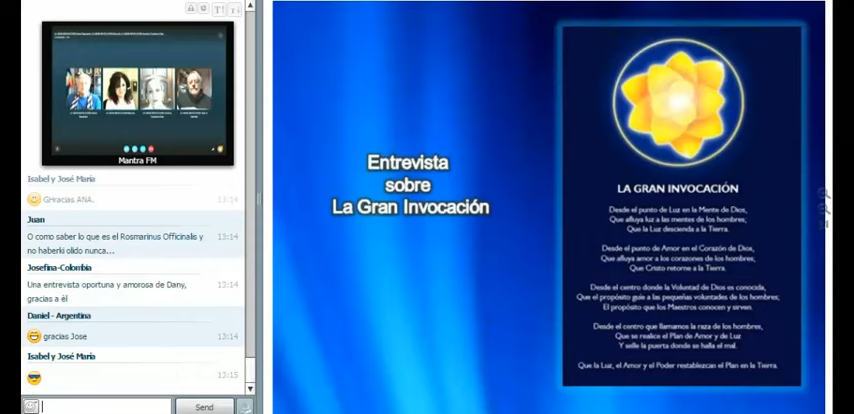 Mantra FM
Isabel y José María
GHracias ANA.
13:14
Juan
O como saber lo que es el Rosmarinus Officinalis y
no haberki olido nunca...
13:14
Josefina-Colombia
Una entrevista oportuna y amorosa de Dany,
gracias a él
13:14
Daniel - Argentina
gracias Jose
13:14
Isabel y José María
13:15
Send
Entrevista
sobre
La Gran Invocación
LA GRAN INVOCACIÓN
Desde el punto de Luz en la Mente de Dios,
Que afluya luz a las mentes de los hombres;
Que la Luz descienda a la Tierra.
Desde el punto de Amor en el Corazón de Dios,
Que afluya amor a los corazones de los hombres;
Que Cristo retorne a la Tierra.
Desde el centro donde la Voluntad de Dios es conocida,
Que el propósito guíe a las pequeñas voluntades de los hombres;
El propósito que los Maestros conocen y sirven.
Desde el centro que llamamos la raza de los hombres,
Que se realice el Plan de Amor y de Luz
Y selle la puerta donde se halla el mal.
Que la Luz, el Amor y el Poder restablezcan el Plan en la Tierra.